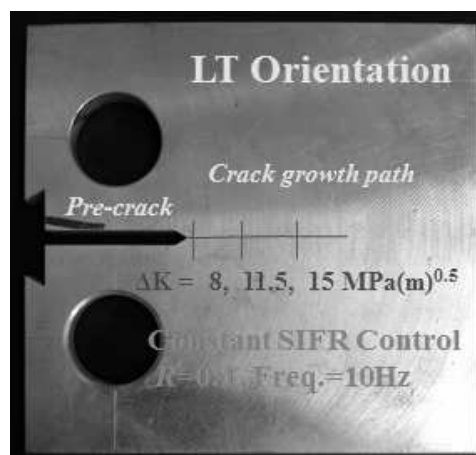 LT Orientation
Crack growth path
Pre-crack
ΔK = 8, 11.5, 15 MPa(m)^0.5
Constant SIFR Control
Freq.=10Hz